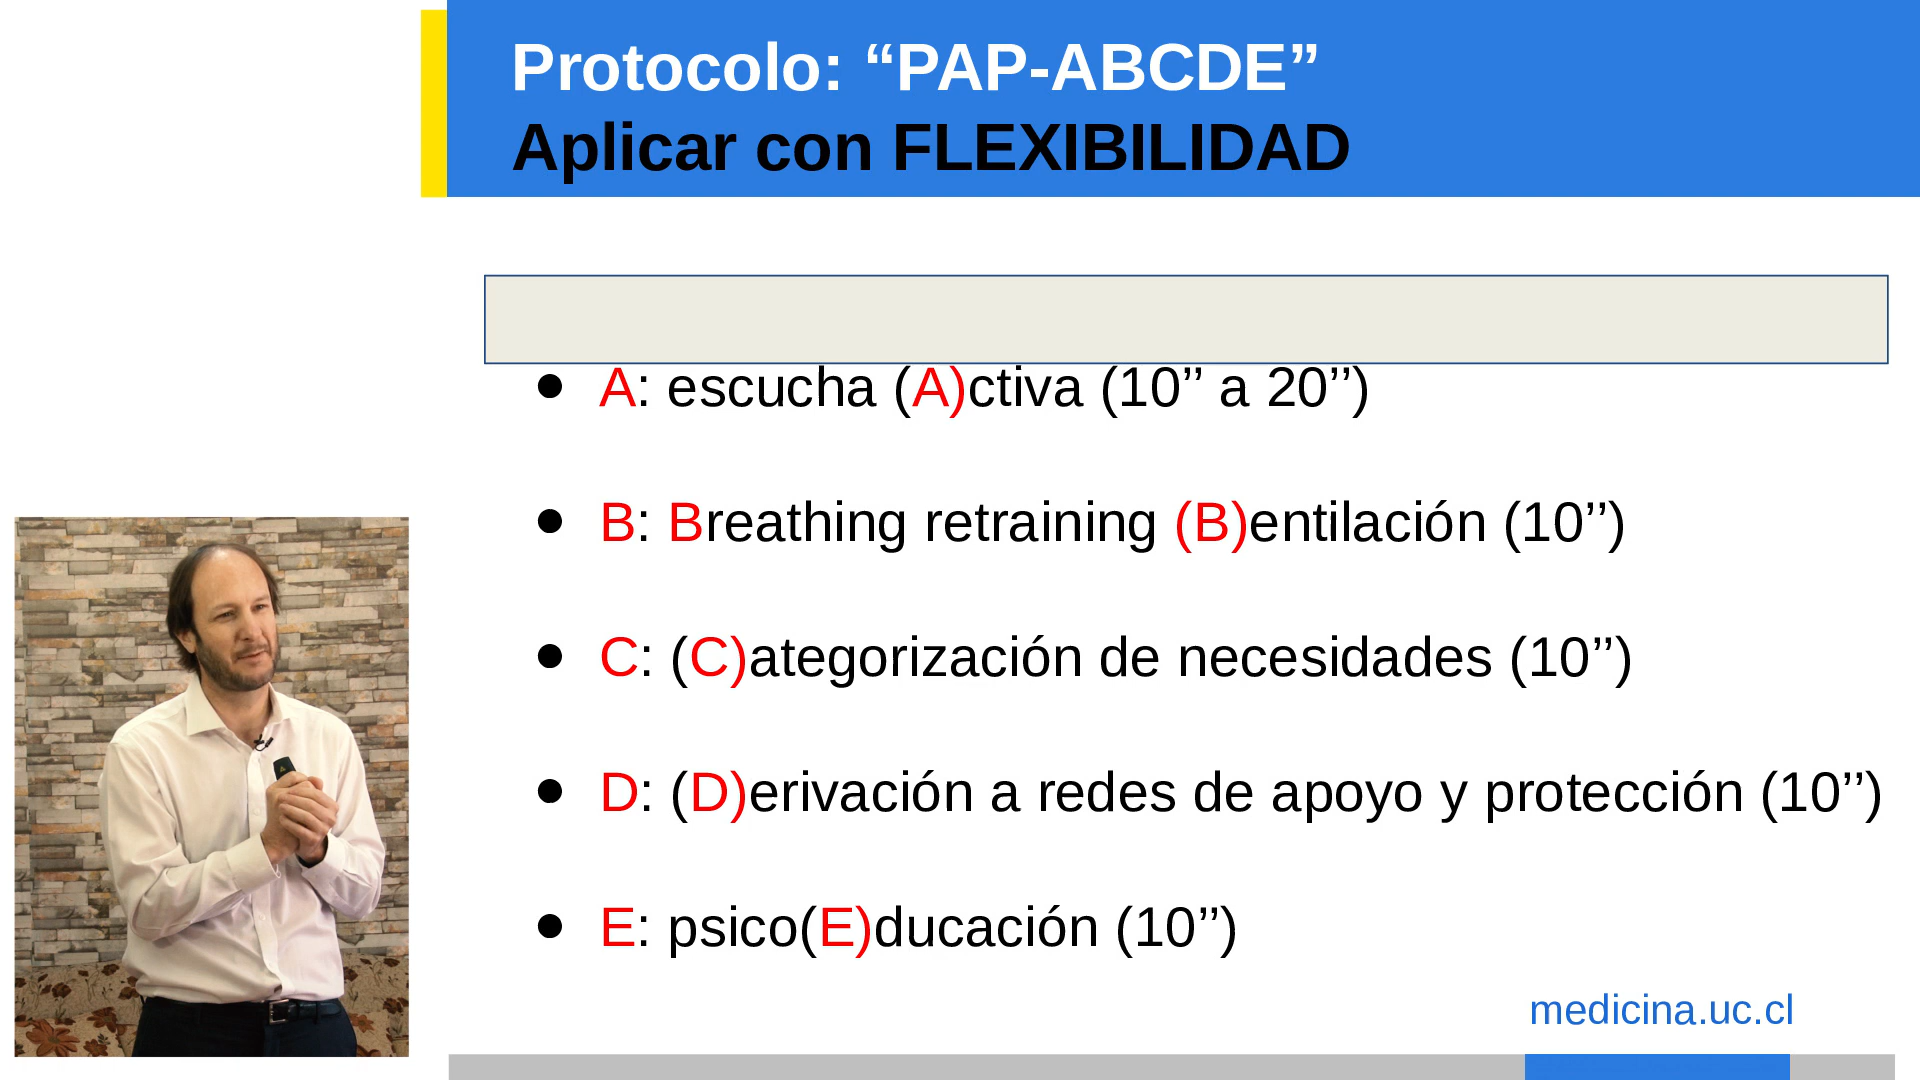 Protocolo: “PAP-ABCDE”
Aplicar con FLEXIBILIDAD
● A: escucha (A)ctiva (10’’ a 20’’)
● B: Breathing retraining (B)entilación (10’’)
● C: (C)ategorización de necesidades (10’’)
● D: (D)erivación a redes de apoyo y protección (10’’)
● E: psico(E)ducación (10’’)
medicina.uc.cl